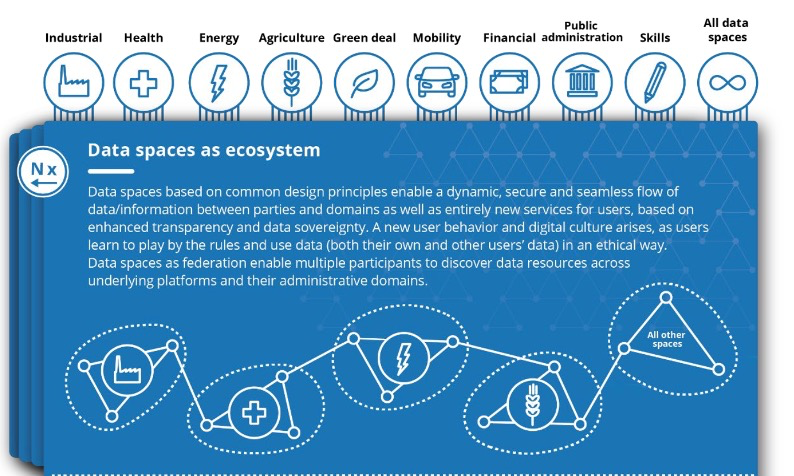 Industrial Health Energy Agriculture Green deal Mobility Financial Public administration Skills All data spaces
Nx
Data spaces as ecosystem
Data spaces based on common design principles enable a dynamic, secure and seamless flow of
data/information between parties and domains as well as entirely new services for users, based on
enhanced transparency and data sovereignty. A new user behavior and digital culture arises, as users
learn to play by the rules and use data (both their own and other users’ data) in an ethical way.
Data spaces as federation enable multiple participants to discover data resources across
underlying platforms and their administrative domains.
All other
spaces